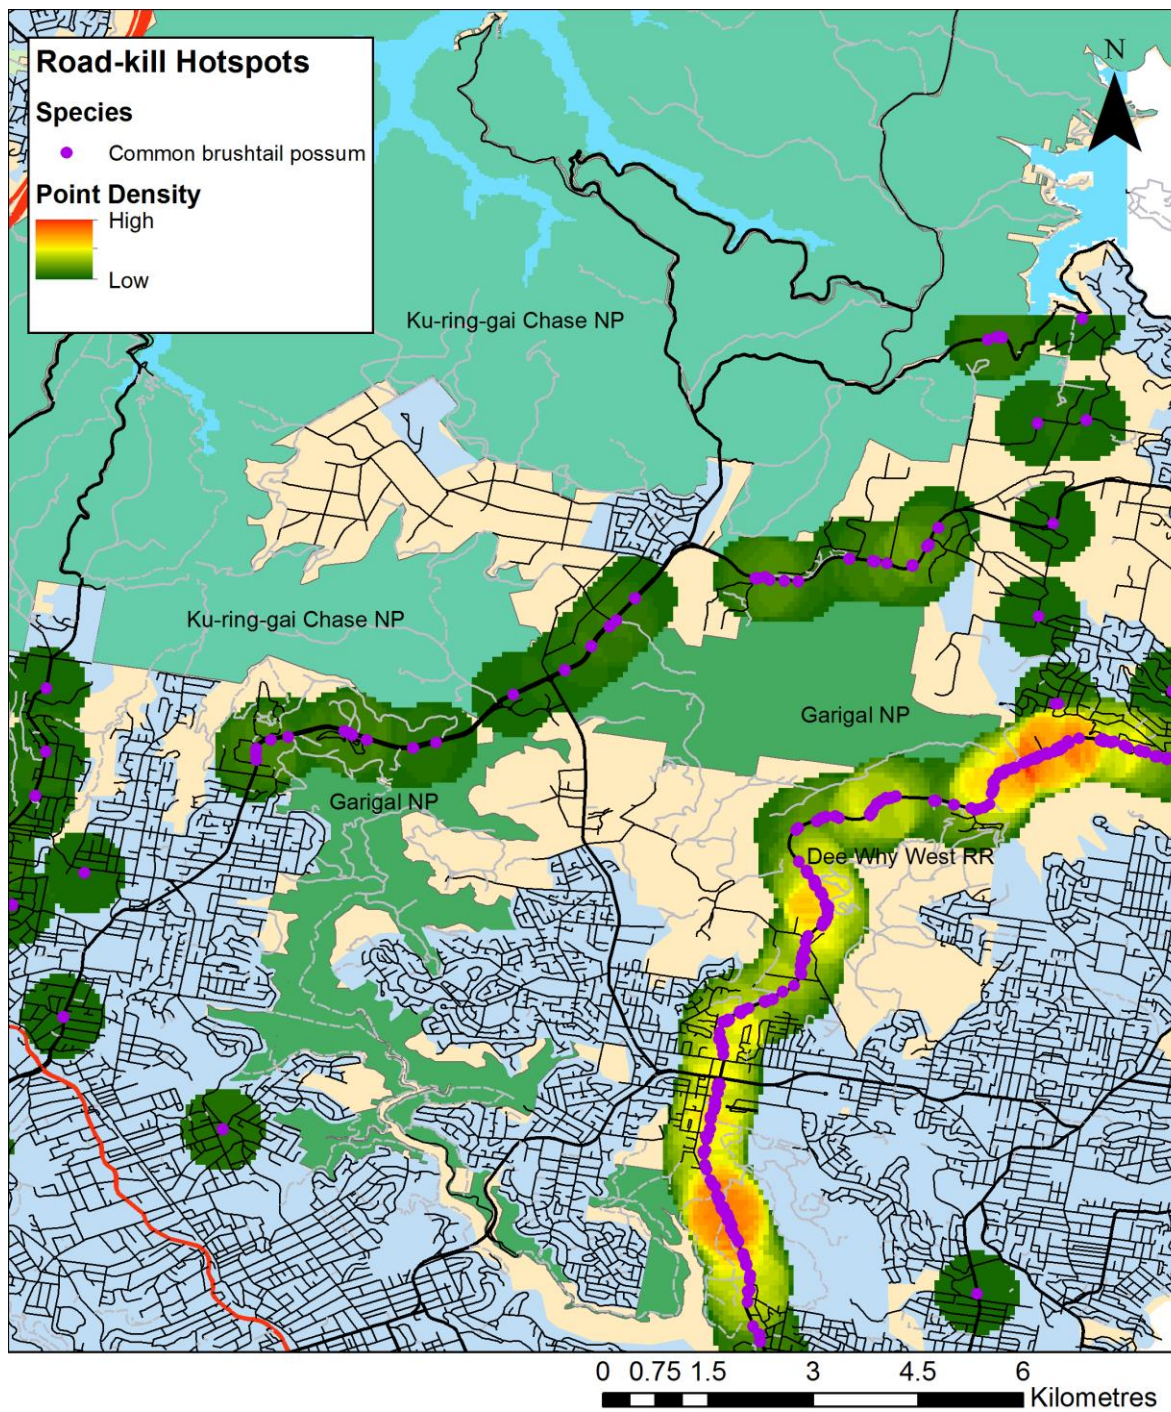 Road-kill Hotspots
Species
Common brushtail possum
Point Density
High
Low
N
Ku-ring-gai Chase NP
Ku-ring-gai Chase NP
Garigal NP
Garigal NP
Dee Why West RR
0 0.75 1.5 3 4.5 6
Kilometres